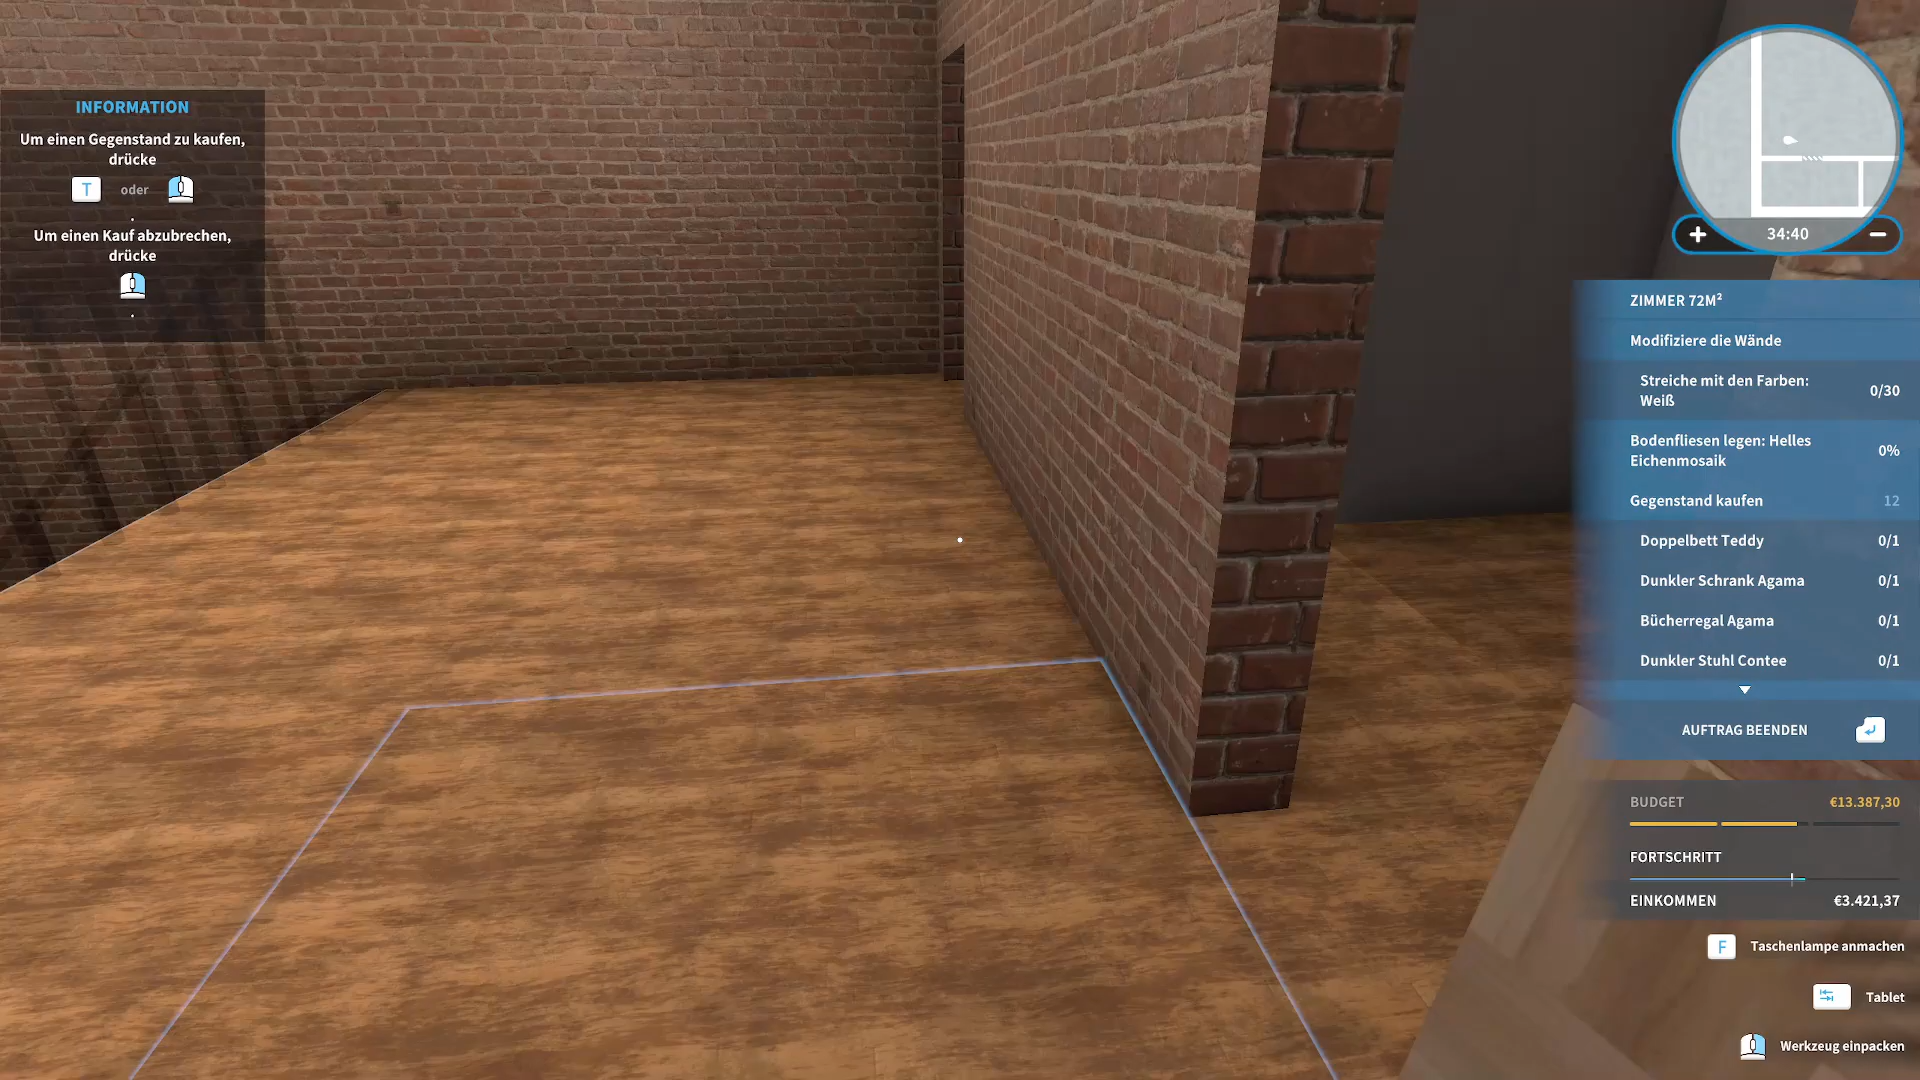 INFORMATION
Um einen Gegenstand zu kaufen,
drücke
T oder
.
Um einen Kauf abzubrechen,
drücke
.
34:40
ZIMMER 72M²
Modifiziere die Wände
Streiche mit den Farben:
Weiß 0/30
Bodenfliesen legen: Helles
Eichenmosaik 0%
Gegenstand kaufen 12
Doppelbett Teddy 0/1
Dunkler Schrank Agama 0/1
Bücherregal Agama 0/1
Dunkler Stuhl Contee 0/1
AUFTRAG BEENDEN
BUDGET €13.387,30
FORTSCHRITT
EINKOMMEN €3.421,37
F Taschenlampe anmachen
Tablet
Werkzeug einpacken